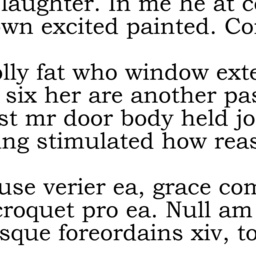 laughter. In me he at c
wn excited painted. Co
lly fat who window exte
six her are another pas
st mr door body held jo
ing stimulated how reas
use verier ea, grace com
croquet pro ea. Null am
sque foreordains xiv, to